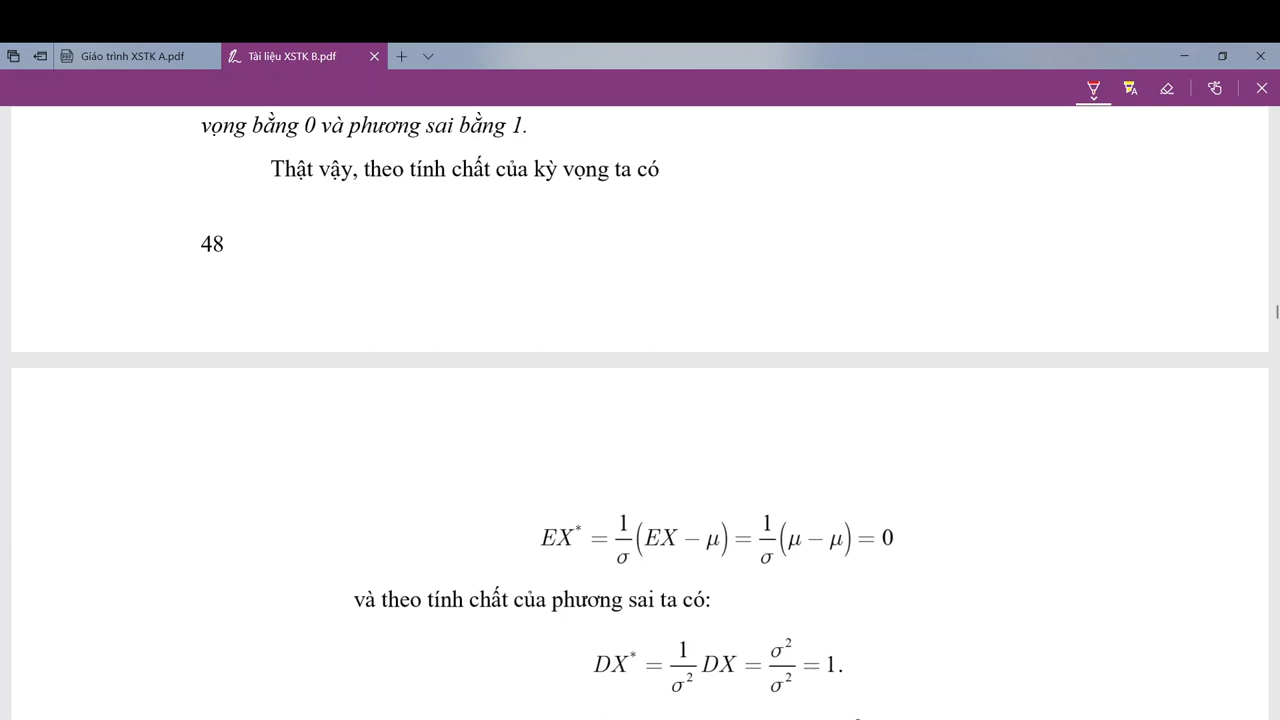 Giáo trình XSTK A.pdf
Tài liệu XSTK B.pdf
vọng bằng 0 và phương sai bằng 1.
Thật vậy, theo tính chất của kỳ vọng ta có
48
EX* = 1/σ (EX − μ) = 1/σ (μ − μ) = 0
và theo tính chất của phương sai ta có:
DX* = 1/σ² DX = σ²/σ² = 1.